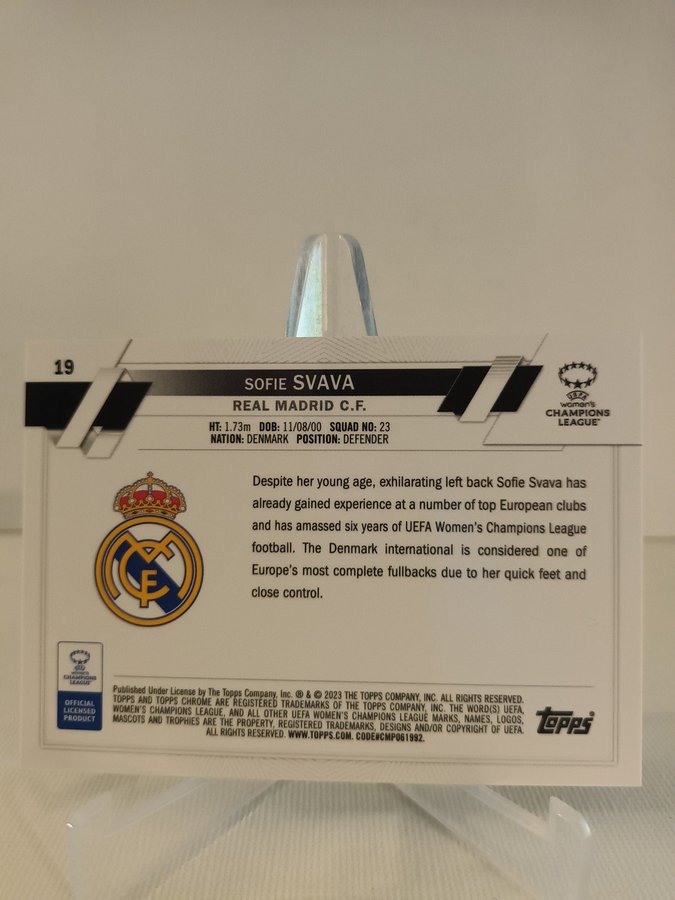 19
SOFIE SVAVA
REAL MADRID C.F.
HT: 1.73m DOB: 11/08/00 SQUAD NO: 23
NATION: DENMARK POSITION: DEFENDER
UEFA
women's
CHAMPIONS
LEAGUE
Despite her young age, exhilarating left back Sofie Svava has
already gained experience at a number of top European clubs
and has amassed six years of UEFA Women's Champions League
football. The Denmark international is considered one of
Europe's most complete fullbacks due to her quick feet and
close control.
women's
CHAMPIONS
LEAGUE
OFFICIAL
LICENSED
PRODUCT
Published Under License by The Topps Company, Inc. ® & © 2023 THE TOPPS COMPANY, INC. ALL RIGHTS RESERVED.
TOPPS AND TOPPS CHROME ARE REGISTERED TRADEMARKS OF THE TOPPS COMPANY, INC. THE WORD(S) UEFA,
WOMEN'S CHAMPIONS LEAGUE, AND ALL OTHER UEFA WOMEN'S CHAMPIONS LEAGUE MARKS, NAMES, LOGOS,
MASCOTS AND TROPHIES ARE THE PROPERTY, REGISTERED TRADEMARKS, DESIGNS AND/OR COPYRIGHT OF UEFA.
ALL RIGHTS RESERVED. WWW.TOPPS.COM. CODE#CMP061992.
Topps